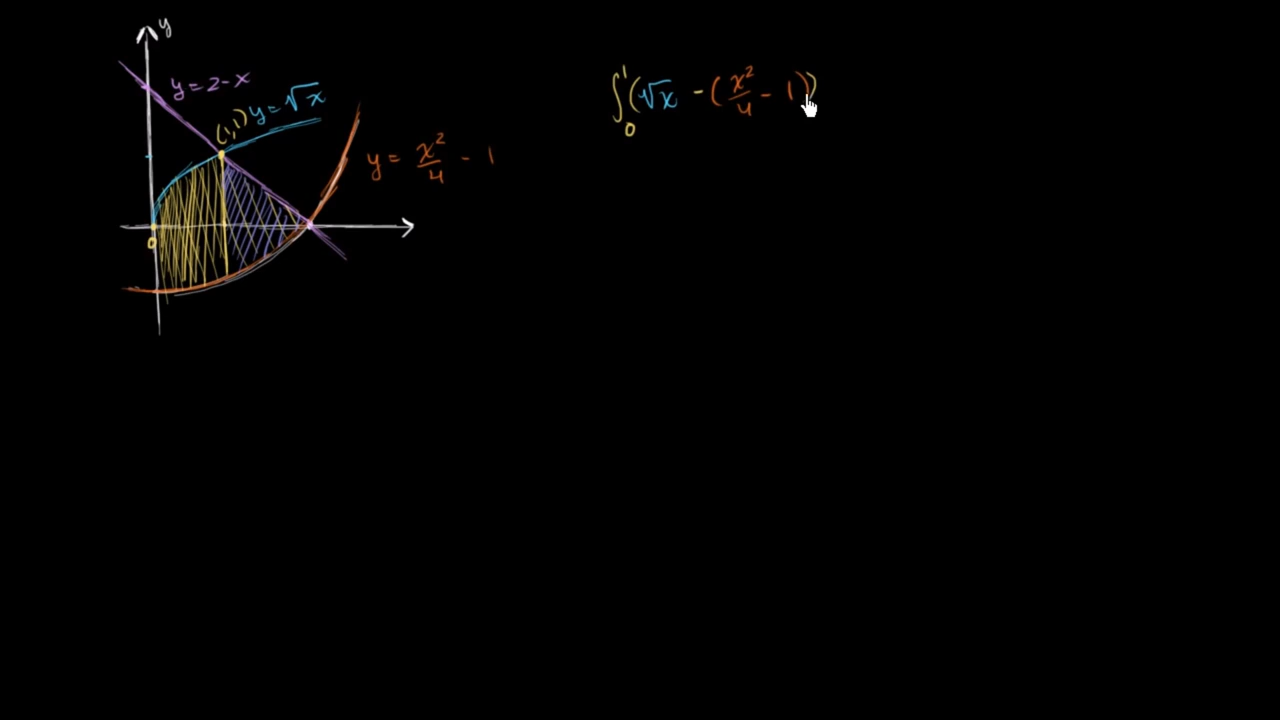 y
y = 2 - x
(1,1) y = √x
y = x²/4 - 1
0
∫₀¹ (√x - (x²/4 - 1))